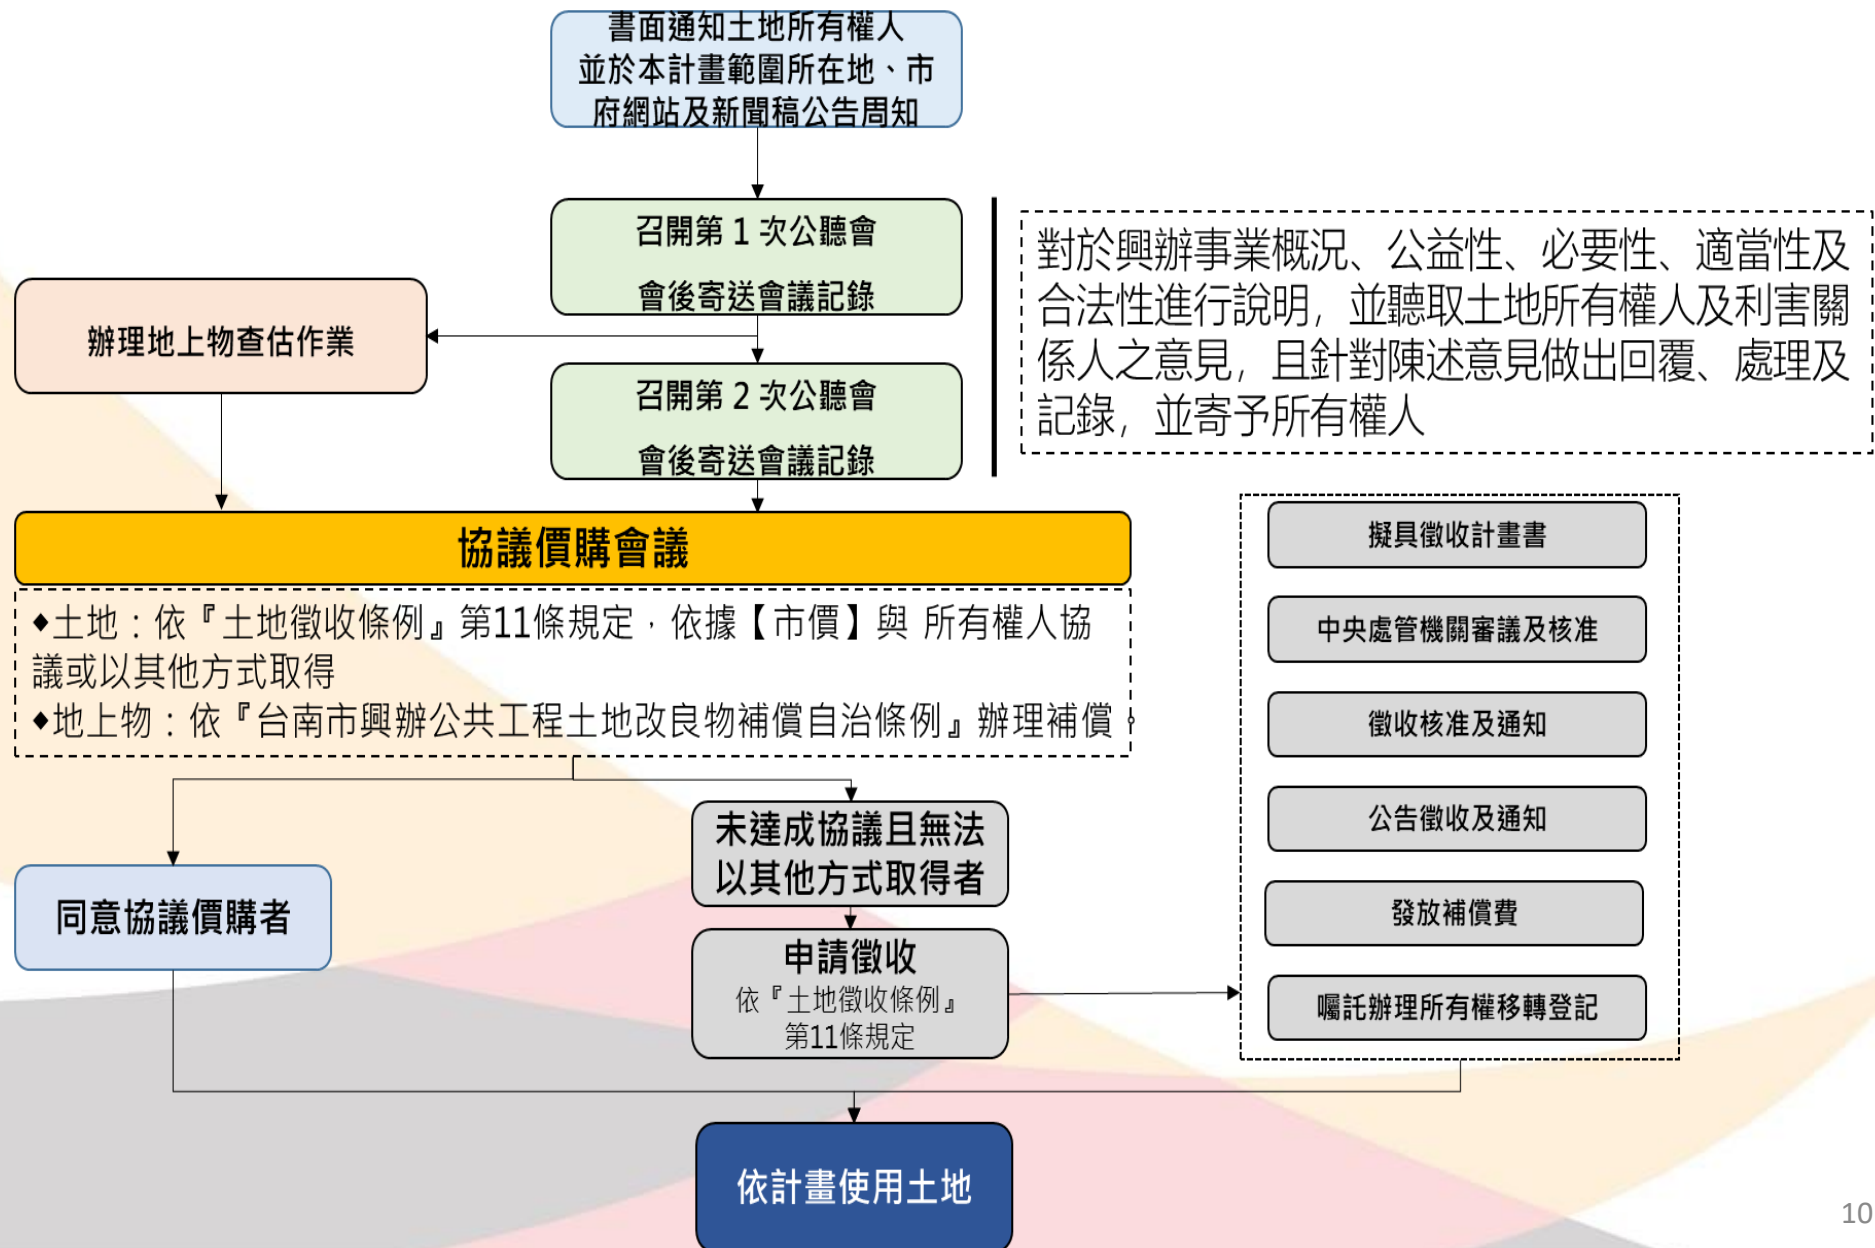 書面通知土地所有權人
並於本計畫範圍所在地、市
府網站及新聞稿公告周知
召開第 1 次公聽會
會後寄送會議記錄
對於興辦事業概況、公益性、必要性、適當性及
合法性進行說明，並聽取土地所有權人及利害關
係人之意見，且針對陳述意見做出回覆、處理及
記錄，並寄予所有權人
辦理地上物查估作業
召開第 2 次公聽會
會後寄送會議記錄
協議價購會議
◆土地：依『土地徵收條例』第11條規定，依據【市價】與 所有權人協
議或以其他方式取得
◆地上物：依『台南市興辦公共工程土地改良物補償自治條例』辦理補償。
同意協議價購者
未達成協議且無法
以其他方式取得者
申請徵收
依『土地徵收條例』
第11條規定
擬具徵收計畫書
中央處管機關審議及核准
徵收核准及通知
公告徵收及通知
發放補償費
囑託辦理所有權移轉登記
依計畫使用土地
10